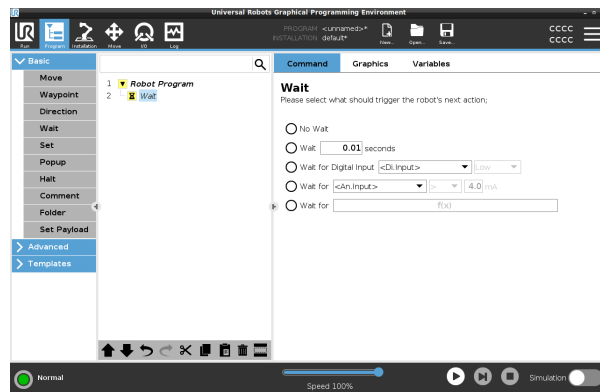 Universal Robots Graphical Programming Environment
UR
Run
Program
Installation
Move
I/O
Log
PROGRAM <unnamed>*
INSTALLATION default*
New...
Open...
Save...
CCCC
CCCC
Basic
Move
Waypoint
Direction
Wait
Set
Popup
Halt
Comment
Folder
Set Payload
Advanced
Templates
1 Robot Program
2 Wait
Command Graphics Variables
Wait
Please select what should trigger the robot's next action;
No Wait
Wait 0.01 seconds
Wait for Digital Input <Di.Input> Low
Wait for <An.Input> > 4.0 mA
Wait for f(x)
Normal
Speed 100%
Simulation